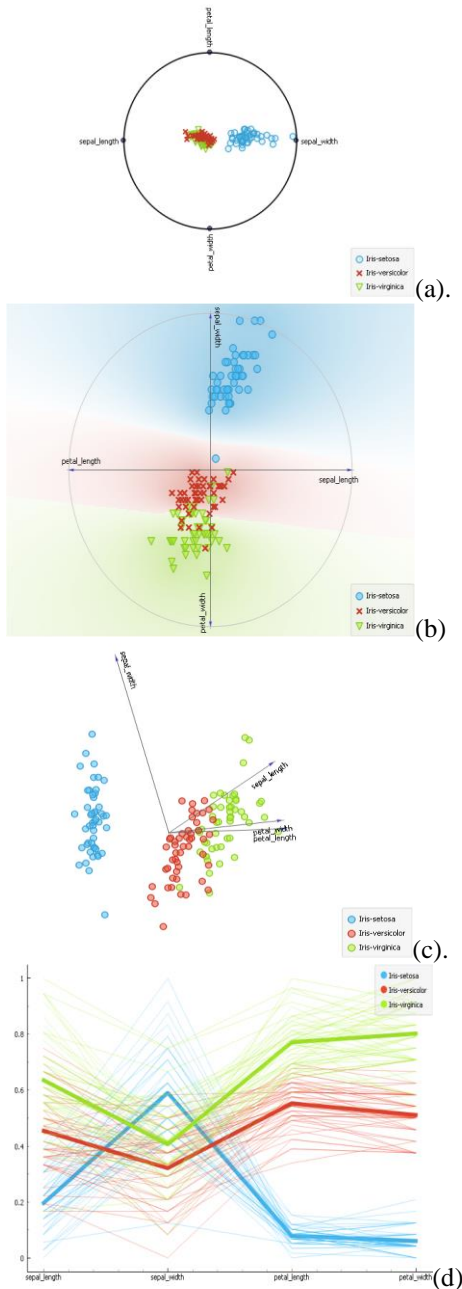 petal_length
sepal_length
sepal_width
petal_width
Iris-setosa
Iris-versicolor
Iris-virginica
(a).
sepal_width
petal_length
sepal_length
petal_width
Iris-setosa
Iris-versicolor
Iris-virginica
(b)
sepal_width
sepal_length
petal_width
petal_length
Iris-setosa
Iris-versicolor
Iris-virginica
(c).
Iris-setosa
Iris-versicolor
Iris-virginica
1
0.8
0.6
0.4
0.2
0
sepal_length sepal_width petal_length petal_width
(d)